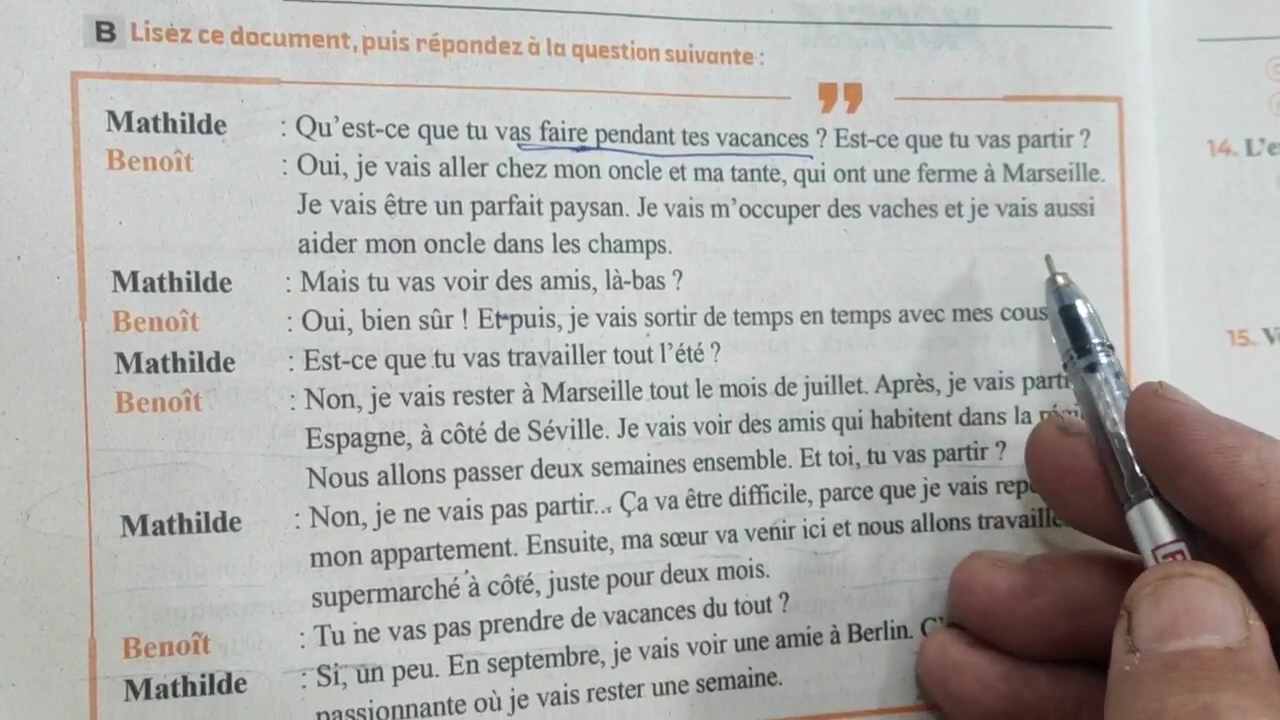 B Lisez ce document, puis répondez à la question suivante :
Mathilde : Qu'est-ce que tu vas faire pendant tes vacances ? Est-ce que tu vas partir ?
Benoît : Oui, je vais aller chez mon oncle et ma tante, qui ont une ferme à Marseille.
Je vais être un parfait paysan. Je vais m'occuper des vaches et je vais aussi
aider mon oncle dans les champs.
Mathilde : Mais tu vas voir des amis, là-bas ?
Benoît : Oui, bien sûr ! Et puis, je vais sortir de temps en temps avec mes
Mathilde : Est-ce que tu vas travailler tout l'été ?
Benoît : Non, je vais rester à Marseille tout le mois de juillet. Après, je vais
Espagne, à côté de Séville. Je vais voir des amis qui habitent dans la
Nous allons passer deux semaines ensemble. Et toi, tu vas partir ?
Mathilde : Non, je ne vais pas partir... Ça va être difficile, parce que je vais
mon appartement. Ensuite, ma sœur va venir ici et nous allons
supermarché à côté, juste pour deux mois.
Benoît : Tu ne vas pas prendre de vacances du tout ?
Mathilde : Si, un peu. En septembre, je vais voir une amie à Berlin.
passionnante où je vais rester une semaine.
14.
15.